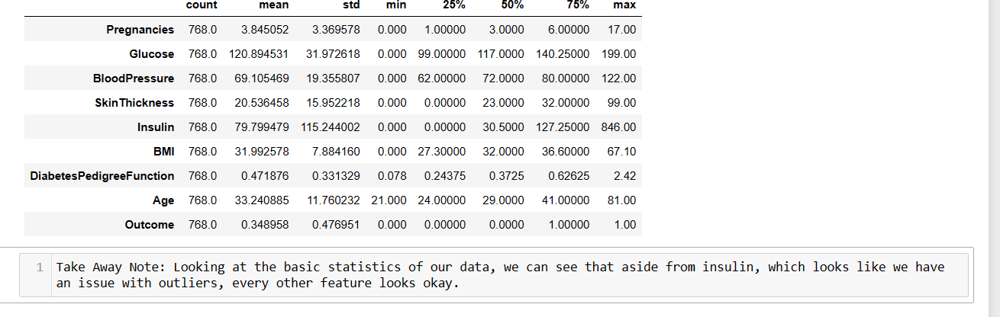 count mean std min 25% 50% 75% max
Pregnancies 768.0 3.845052 3.369578 0.000 1.00000 3.0000 6.00000 17.00
Glucose 768.0 120.894531 31.972618 0.000 99.00000 117.0000 140.25000 199.00
BloodPressure 768.0 69.105469 19.355807 0.000 62.00000 72.0000 80.00000 122.00
SkinThickness 768.0 20.536458 15.952218 0.000 0.00000 23.0000 32.00000 99.00
Insulin 768.0 79.799479 115.244002 0.000 0.00000 30.5000 127.25000 846.00
BMI 768.0 31.992578 7.884160 0.000 27.30000 32.0000 36.60000 67.10
DiabetesPedigreeFunction 768.0 0.471876 0.331329 0.078 0.24375 0.3725 0.62625 2.42
Age 768.0 33.240885 11.760232 21.000 24.00000 29.0000 41.00000 81.00
Outcome 768.0 0.348958 0.476951 0.000 0.00000 0.0000 1.00000 1.00
1 Take Away Note: Looking at the basic statistics of our data, we can see that aside from insulin, which looks like we have
an issue with outliers, every other feature looks okay.